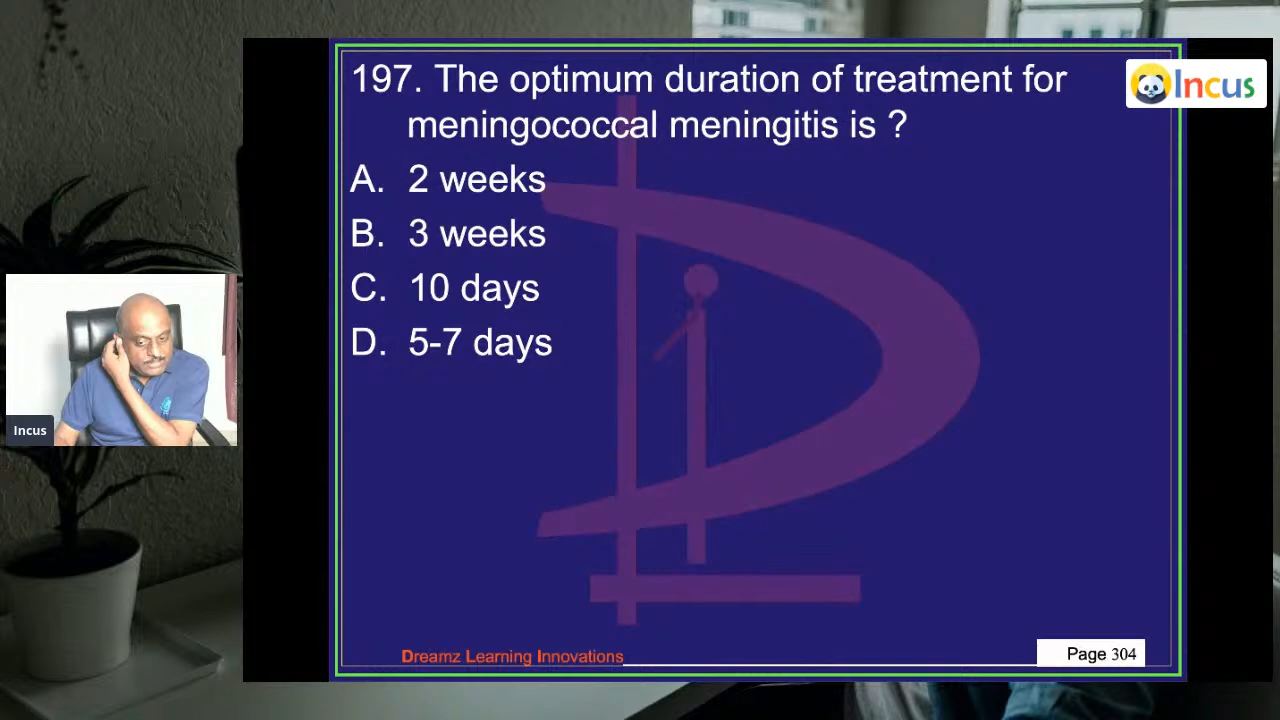 197. The optimum duration of treatment for
meningococcal meningitis is ?
A. 2 weeks
B. 3 weeks
C. 10 days
D. 5-7 days
Incus
Incus
Dreamz Learning Innovations
Page 304